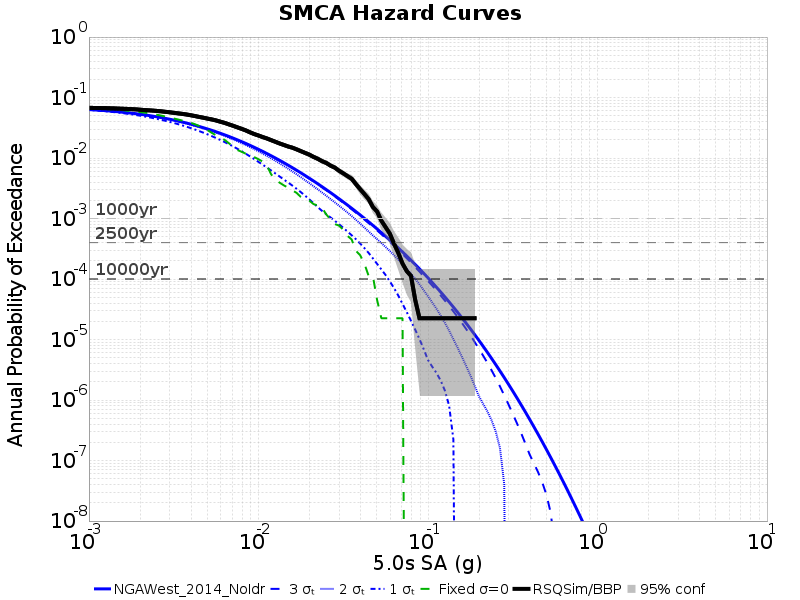 SMCA Hazard Curves
Annual Probability of Exceedance
10^0
10^-1
10^-2
10^-3
10^-4
10^-5
10^-6
10^-7
10^-8
1000yr
2500yr
10000yr
10^-3 10^-2 10^-1 10^0 10^1
5.0s SA (g)
NGAWest_2014_NoIdr 3 σₜ 2 σₜ 1 σₜ Fixed σ=0 RSQSim/BBP 95% conf